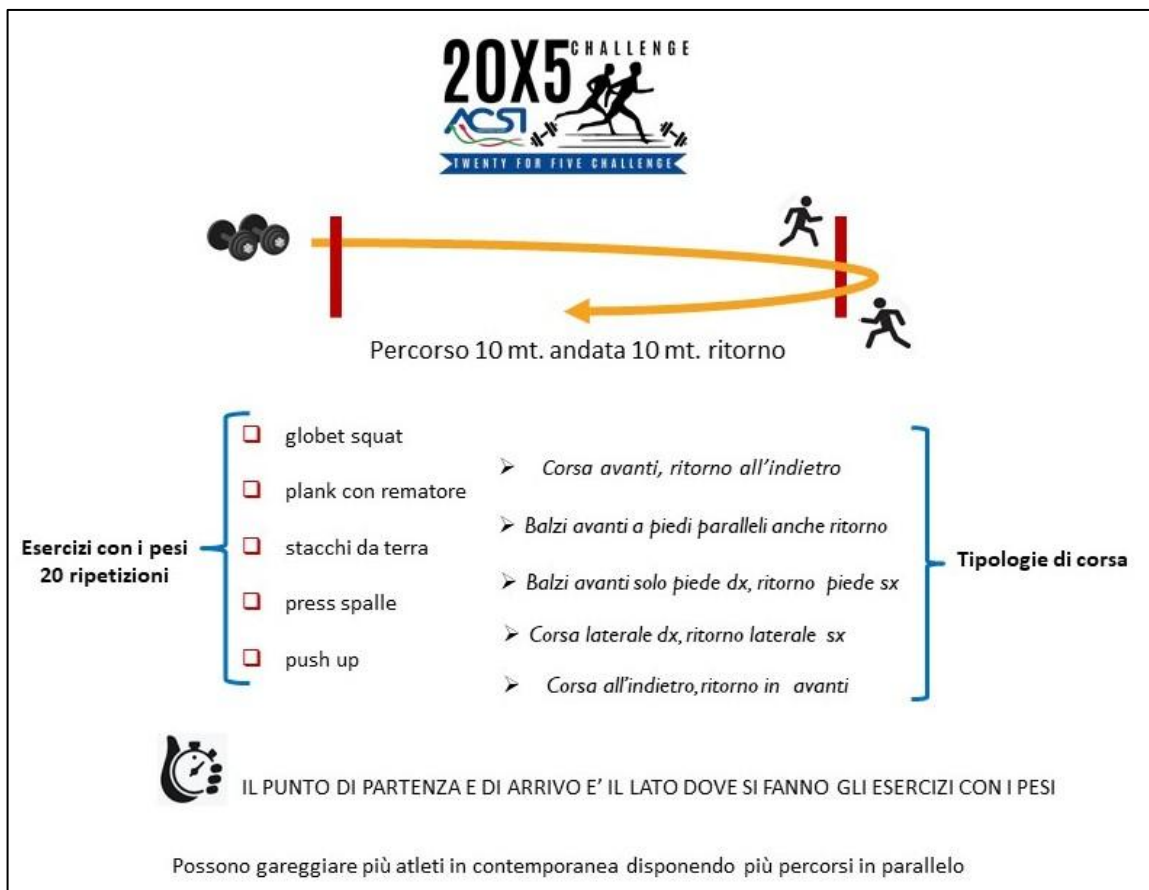 20X5 CHALLENGE
ACSI
TWENTY FOR FIVE CHALLENGE
Percorso 10 mt. andata 10 mt. ritorno
Esercizi con i pesi
20 ripetizioni
globet squat
plank con rematore
stacchi da terra
press spalle
push up
Corsa avanti, ritorno all'indietro
Balzi avanti a piedi paralleli anche ritorno
Balzi avanti solo piede dx, ritorno piede sx
Corsa laterale dx, ritorno laterale sx
Corsa all'indietro, ritorno in avanti
Tipologie di corsa
IL PUNTO DI PARTENZA E DI ARRIVO E' IL LATO DOVE SI FANNO GLI ESERCIZI CON I PESI
Possono gareggiare più atleti in contemporanea disponendo più percorsi in parallelo